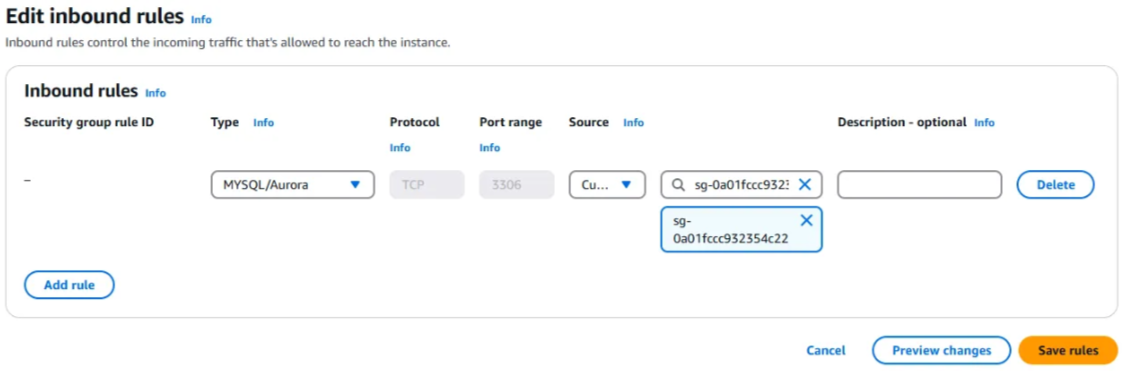 Edit inbound rules Info
Inbound rules control the incoming traffic that's allowed to reach the instance.
Inbound rules Info
Security group rule ID Type Info Protocol Port range Source Info Description - optional Info
Info Info
– MYSQL/Aurora TCP 3306 Cu... sg-0a01fccc932: Delete
sg-
0a01fccc932354c22
Add rule
Cancel Preview changes Save rules